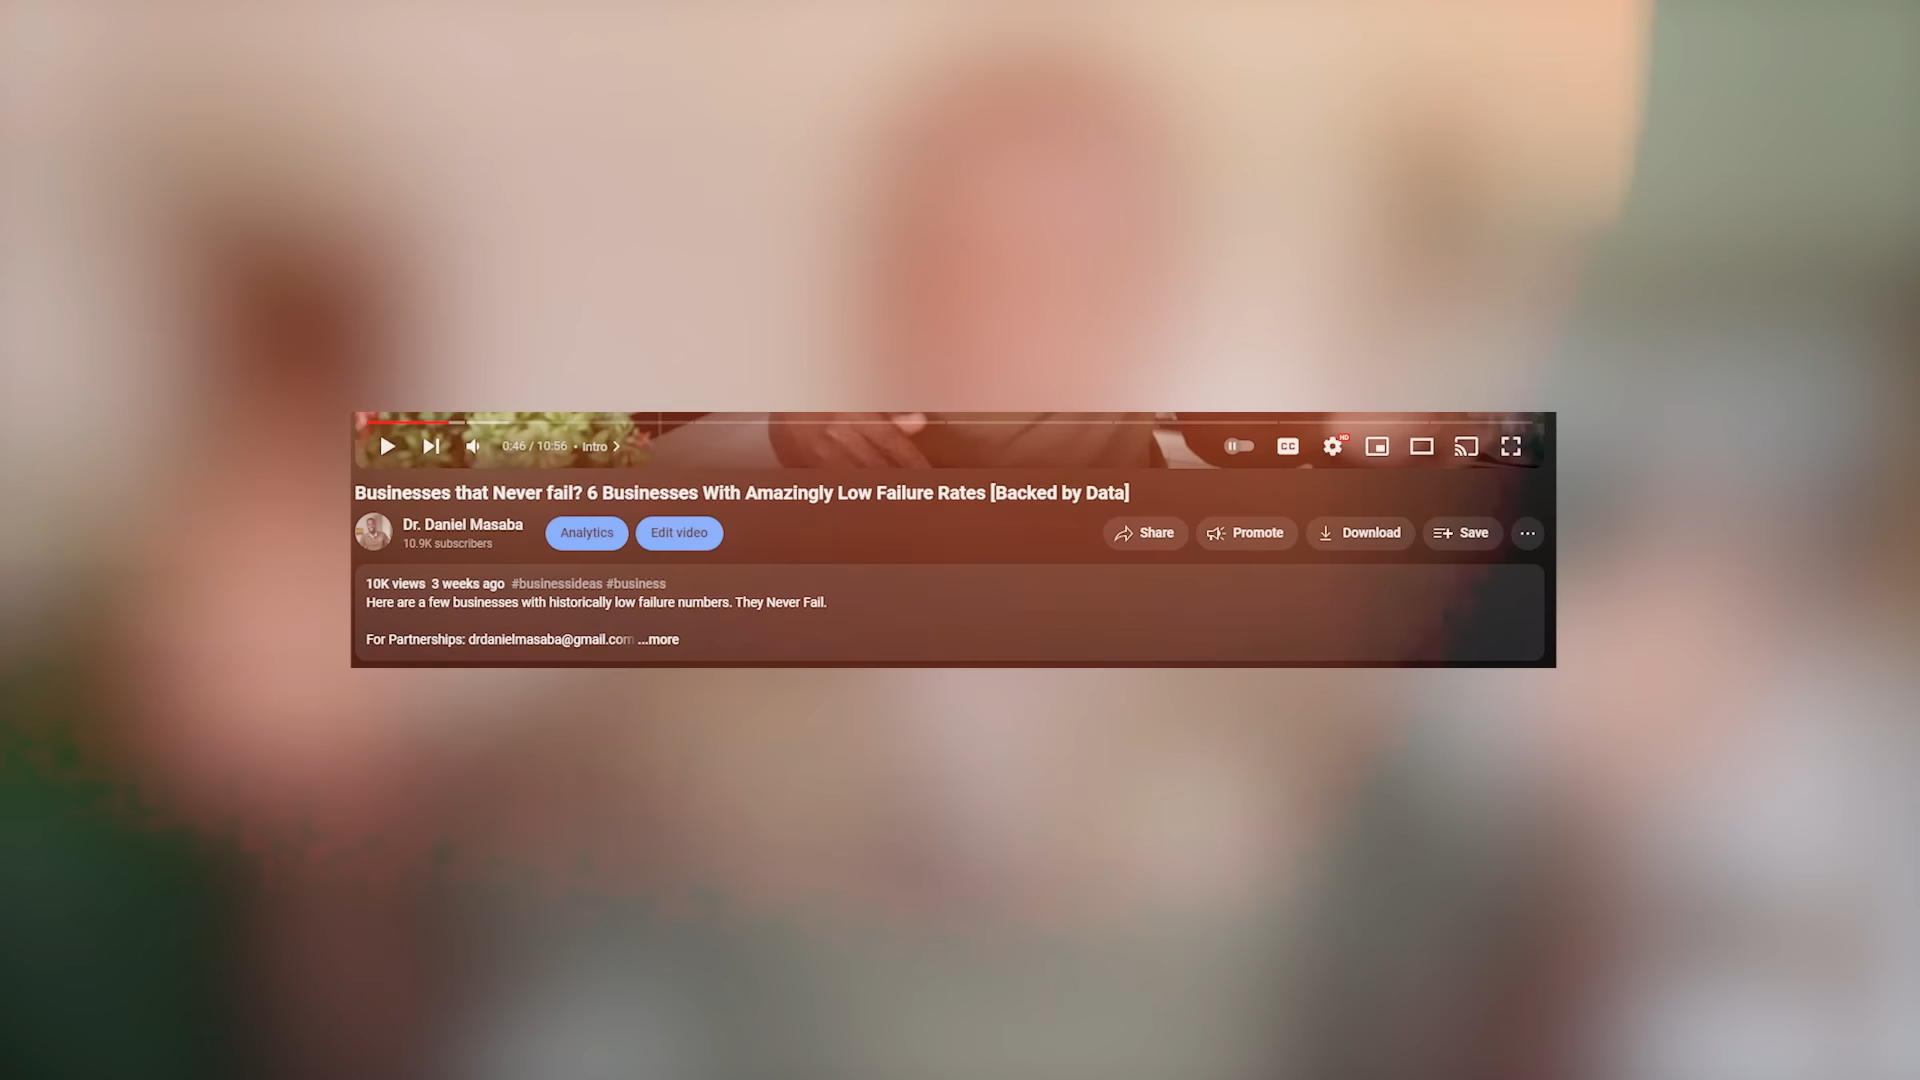 0:46 / 10:56 • Intro
CC
HD
Businesses that Never fail? 6 Businesses With Amazingly Low Failure Rates [Backed by Data]
Dr. Daniel Masaba
10.9K subscribers
Analytics
Edit video
Share
Promote
Download
Save
10K views 3 weeks ago #businessideas #business
Here are a few businesses with historically low failure numbers. They Never Fail.
For Partnerships: drdanielmasaba@gmail.com ...more